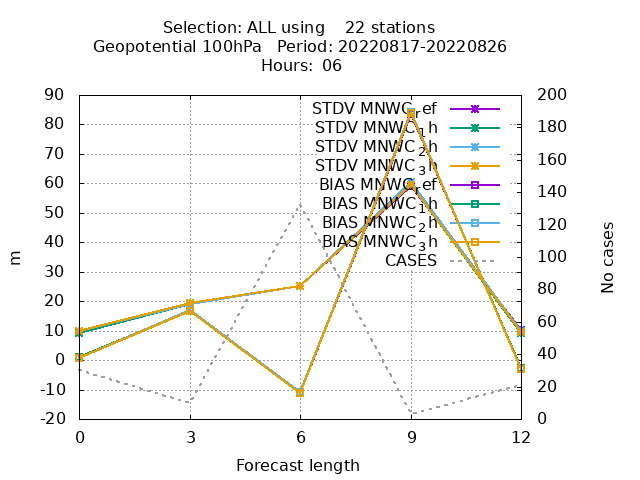 Selection: ALL using    22 stations
Geopotential 100hPa   Period: 20220817-20220826
Hours: 06
90
80
70
60
50
40
30
20
10
0
-10
-20
m
200
180
160
140
120
100
80
60
40
20
0
No cases
STDV MNWC_ref
STDV MNWC_1h
STDV MNWC_2h
STDV MNWC_3h
BIAS MNWC_ref
BIAS MNWC_1h
BIAS MNWC_2h
BIAS MNWC_3h
CASES
0 3 6 9 12
Forecast length